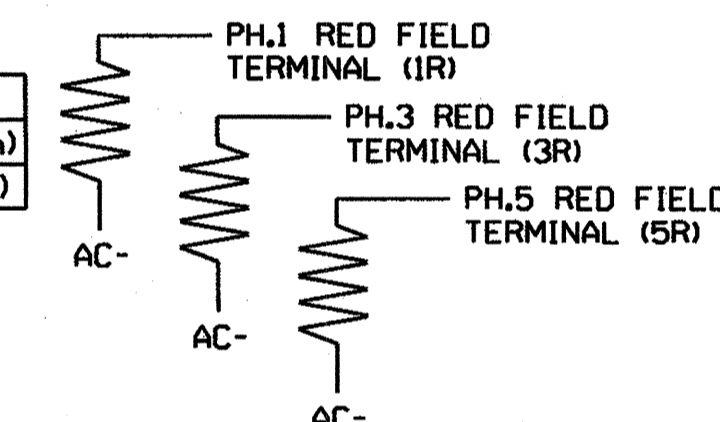 PH.1 RED FIELD
TERMINAL (1R)
PH.3 RED FIELD
TERMINAL (3R)
)
PH.5 RED FIELD
TERMINAL (5R)
AC-
AC-
AC-